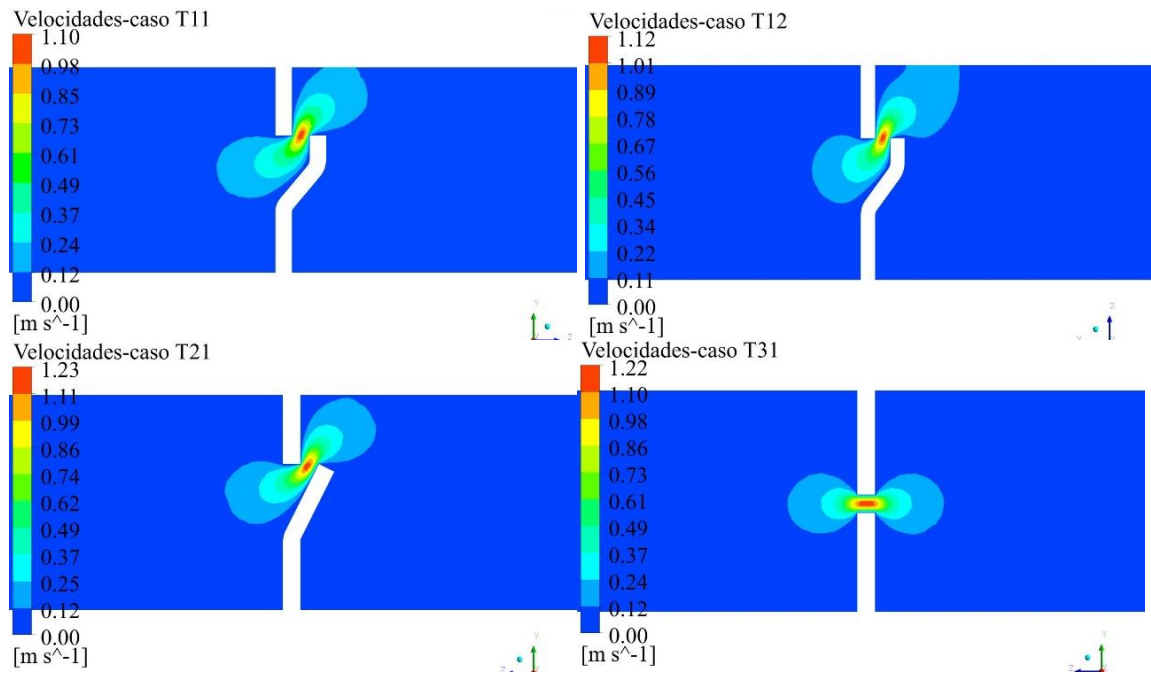 Velocidades-caso T11
1.10
0.98
0.85
0.73
0.61
0.49
0.37
0.24
0.12
0.00
[m s^-1]
Y
Z
Velocidades-caso T12
1.12
1.01
0.89
0.78
0.67
0.56
0.45
0.34
0.22
0.11
0.00
[m s^-1]
Z
Velocidades-caso T21
1.23
1.11
0.99
0.86
0.74
0.62
0.49
0.37
0.25
0.12
0.00
[m s^-1]
Y
Z
Velocidades-caso T31
1.22
1.10
0.98
0.86
0.73
0.61
0.49
0.37
0.24
0.12
0.00
[m s^-1]
Y
Z